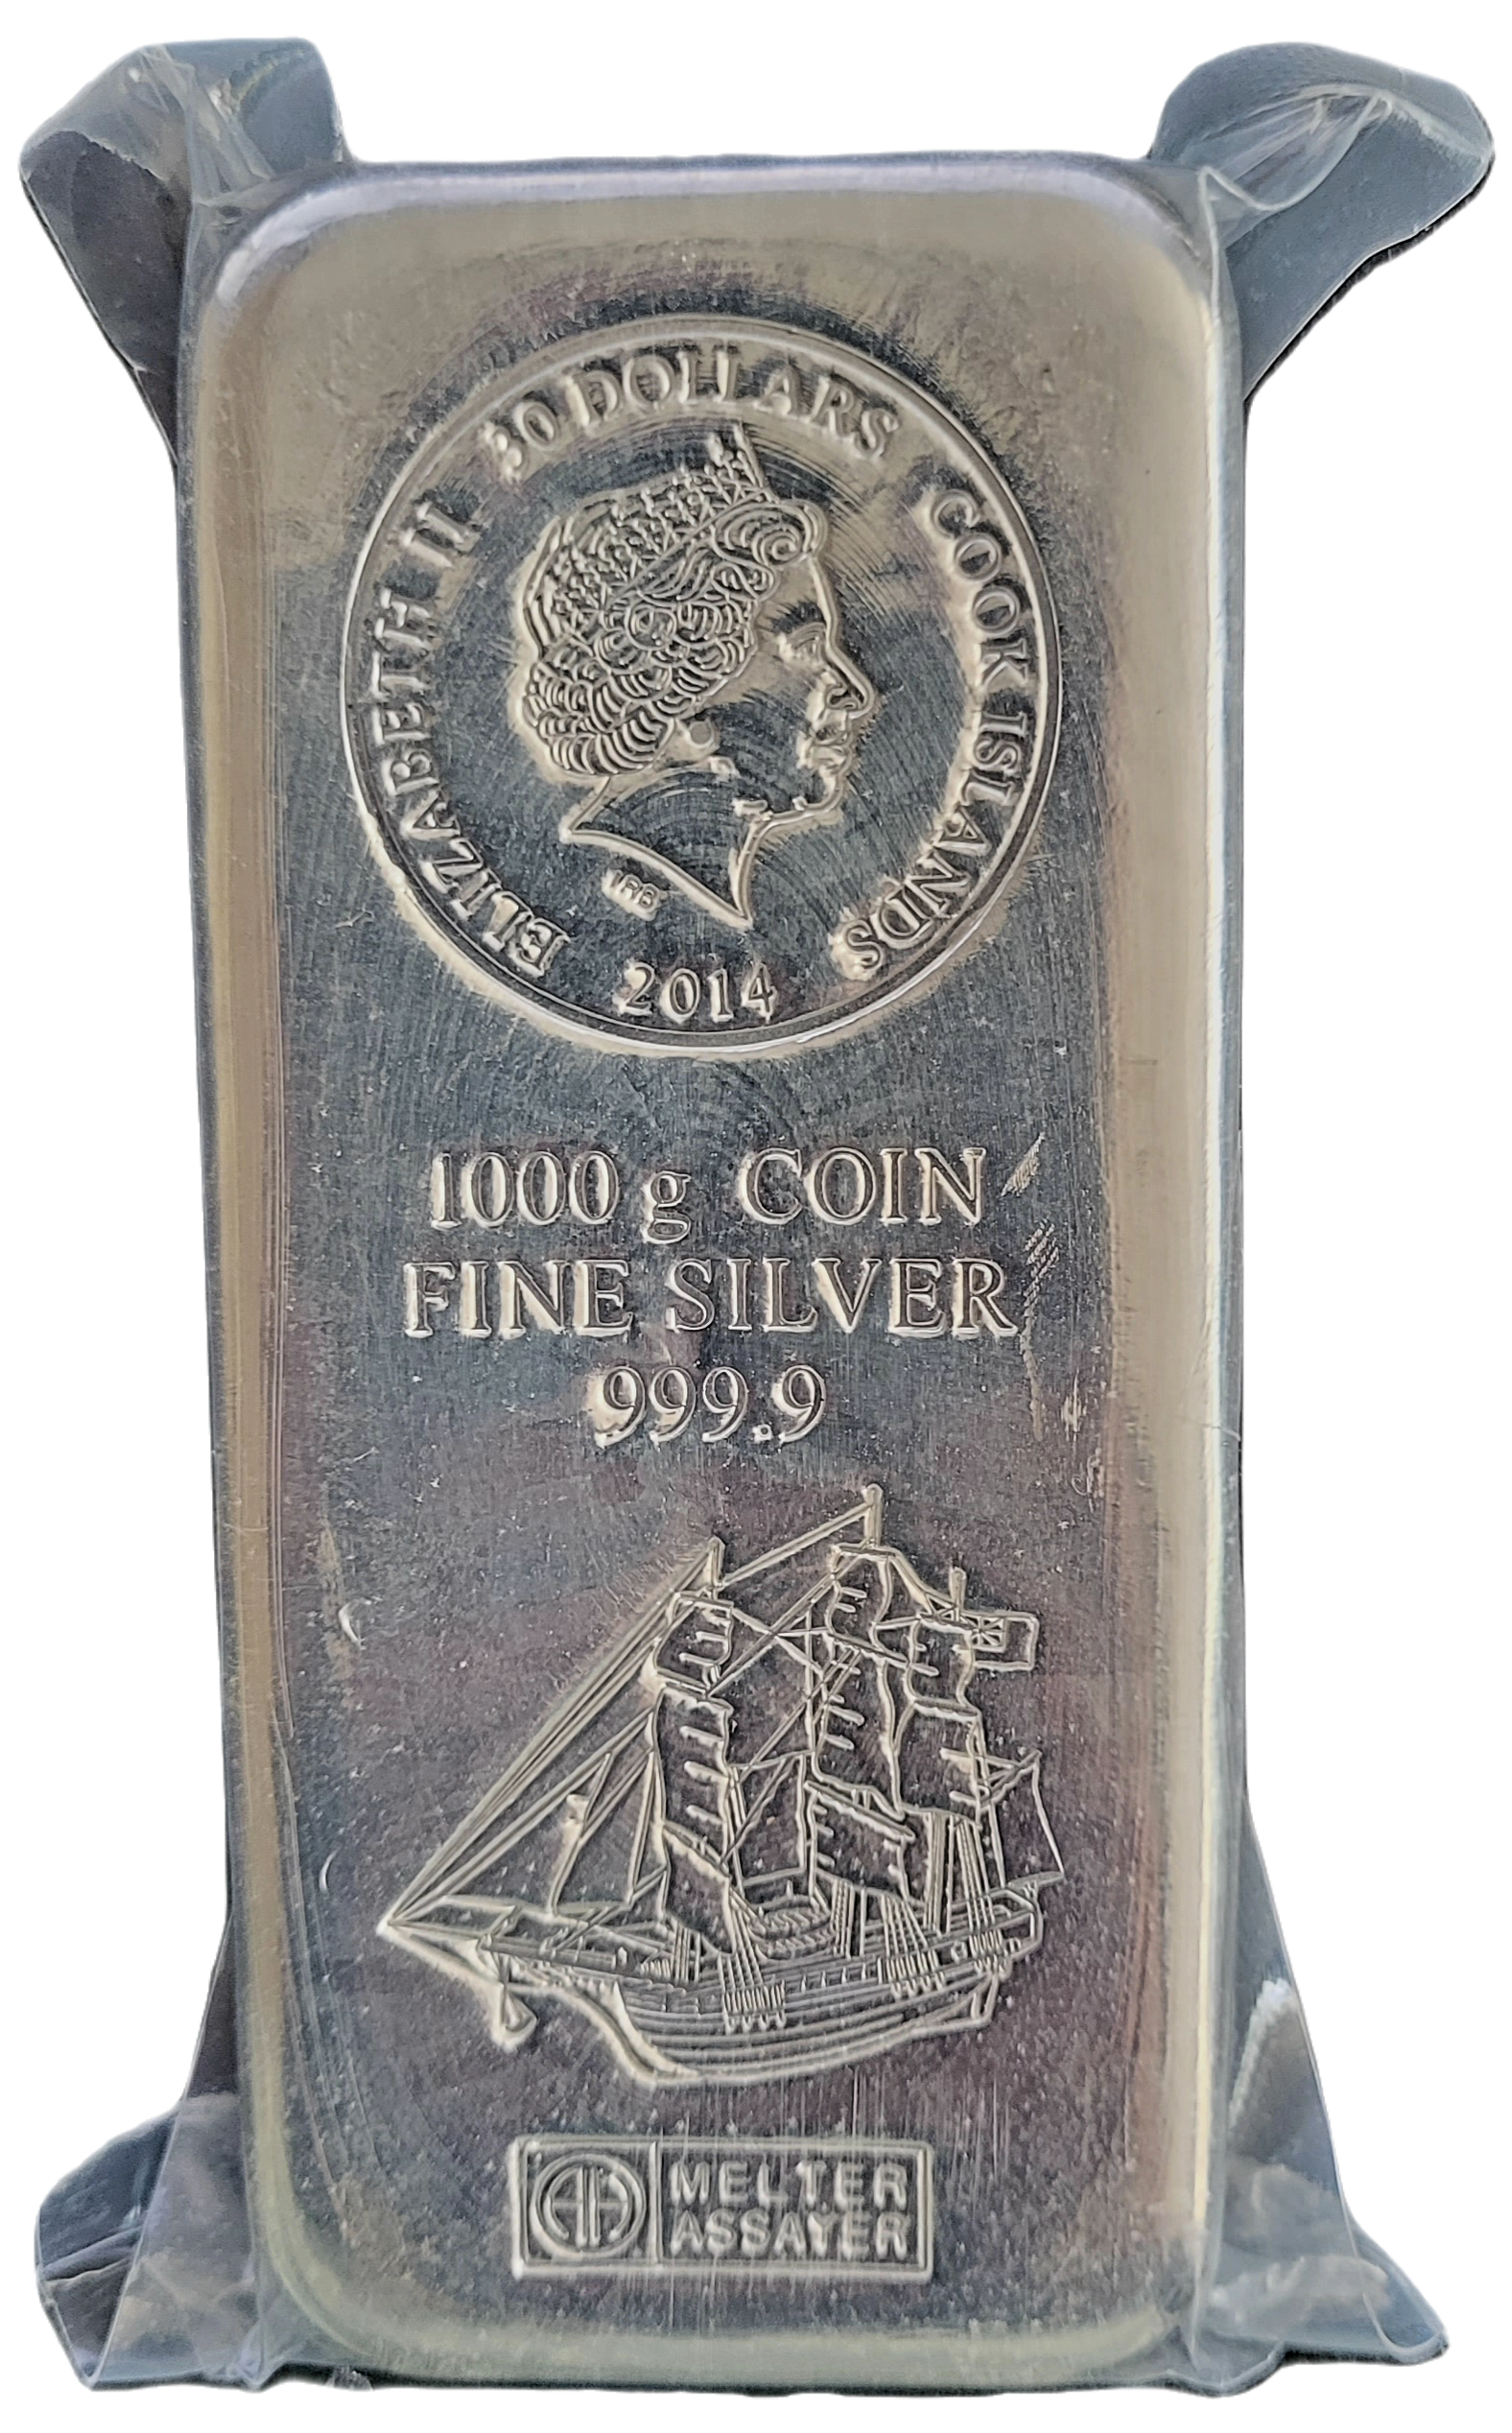 ELIZABETH II 30 DOLLARS COOK ISLANDS
IRB
2014
1000 g COIN
FINE SILVER
999.9
MELTER
ASSAYER